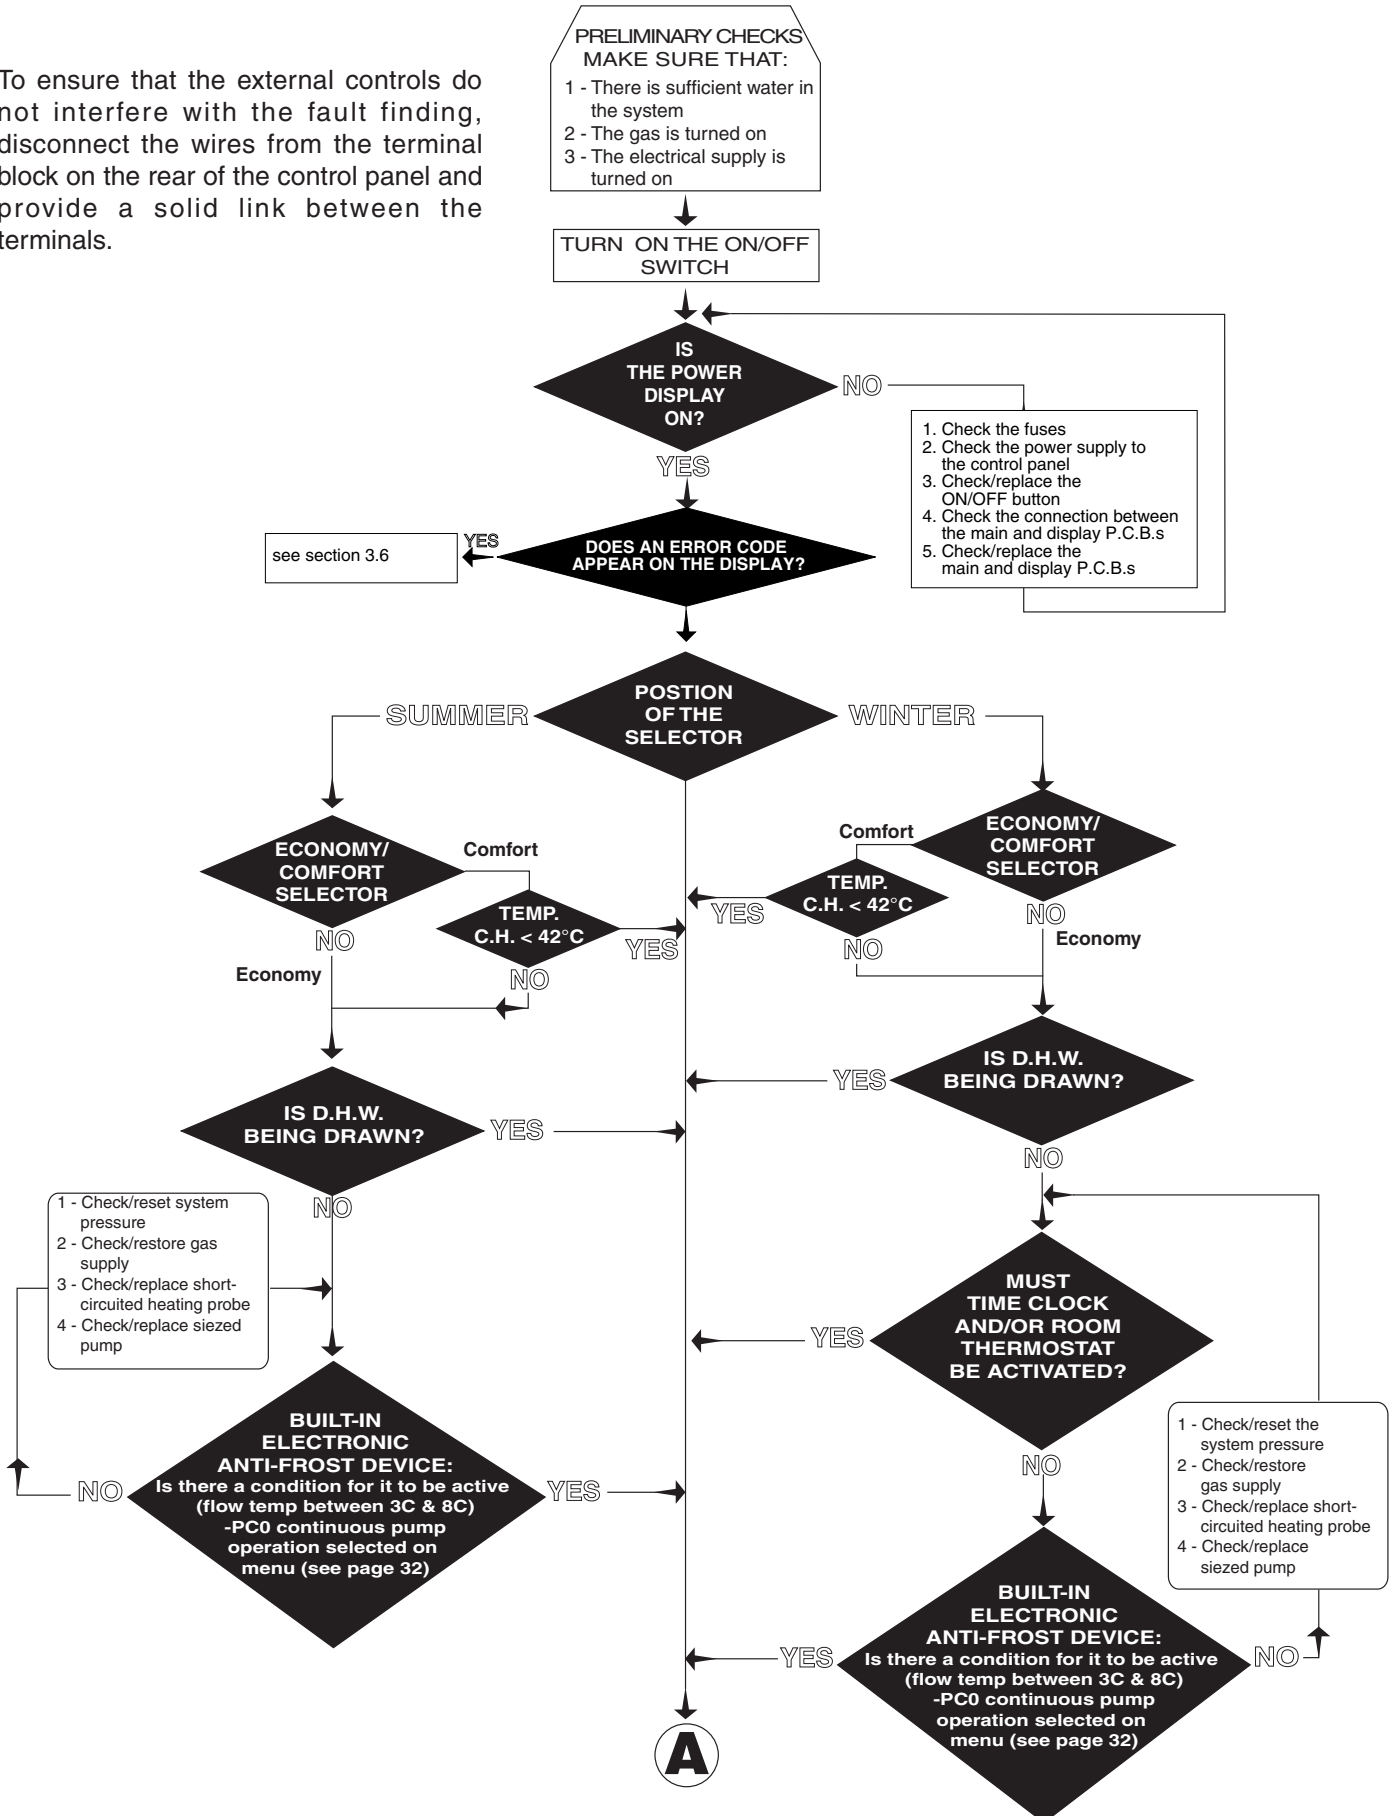 To ensure that the external controls do
not interfere with the fault finding,
disconnect the wires from the terminal
block on the rear of the control panel and
provide a solid link between the
terminals.
PRELIMINARY CHECKS
MAKE SURE THAT:
1 - There is sufficient water in
the system
2 - The gas is turned on
3 - The electrical supply is
turned on
TURN ON THE ON/OFF
SWITCH
IS
THE POWER
DISPLAY
ON?
NO
YES
1. Check the fuses
2. Check the power supply to
the control panel
3. Check/replace the
ON/OFF button
4. Check the connection between
the main and display P.C.B.s
5. Check/replace the
main and display P.C.B.s
DOES AN ERROR CODE
APPEAR ON THE DISPLAY?
YES
see section 3.6
POSTION
OF THE
SELECTOR
SUMMER
WINTER
ECONOMY/
COMFORT
SELECTOR
Comfort
TEMP.
C.H. < 42°C
YES
NO
NO
Economy
ECONOMY/
COMFORT
SELECTOR
Comfort
TEMP.
C.H. < 42°C
YES
NO
NO
Economy
IS D.H.W.
BEING DRAWN?
YES
NO
IS D.H.W.
BEING DRAWN?
YES
NO
1 - Check/reset system
pressure
2 - Check/restore gas
supply
3 - Check/replace short-
circuited heating probe
4 - Check/replace siezed
pump
MUST
TIME CLOCK
AND/OR ROOM
THERMOSTAT
BE ACTIVATED?
YES
NO
BUILT-IN
ELECTRONIC
ANTI-FROST DEVICE:
Is there a condition for it to be active
(flow temp between 3C & 8C)
-PC0 continuous pump
operation selected on
menu (see page 32)
NO
YES
1 - Check/reset the
system pressure
2 - Check/restore
gas supply
3 - Check/replace short-
circuited heating probe
4 - Check/replace
siezed pump
BUILT-IN
ELECTRONIC
ANTI-FROST DEVICE:
Is there a condition for it to be active
(flow temp between 3C & 8C)
-PC0 continuous pump
operation selected on
menu (see page 32)
YES
NO
A